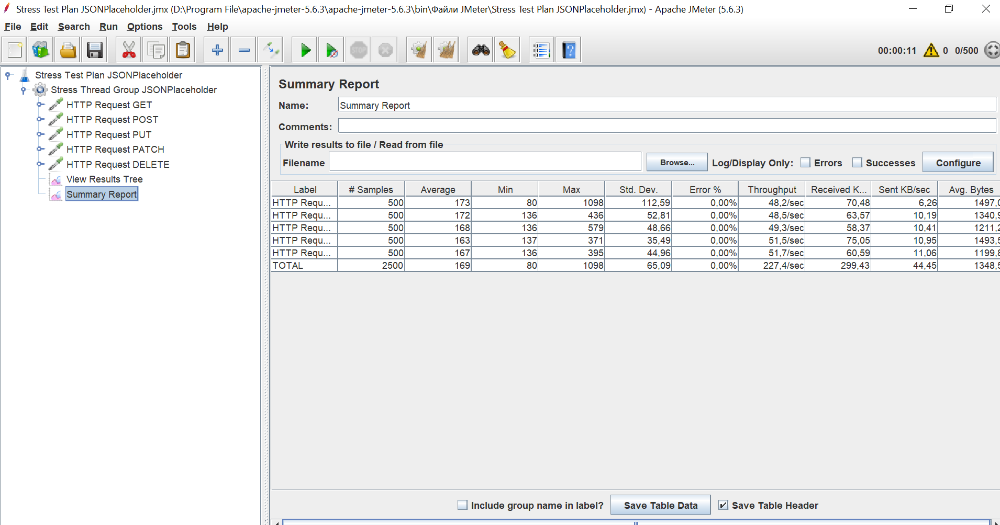 Stress Test Plan JSONPlaceholder.jmx (D:\Program File\apache-jmeter-5.6.3\apache-jmeter-5.6.3\bin\Файли JMeter\Stress Test Plan JSONPlaceholder.jmx) - Apache JMeter (5.6.3)
File Edit Search Run Options Tools Help
STOP ? 00:00:11 0 0/500
Stress Test Plan JSONPlaceholder
Stress Thread Group JSONPlaceholder
HTTP Request GET
HTTP Request POST
HTTP Request PUT
HTTP Request PATCH
HTTP Request DELETE
View Results Tree
Summary Report
Summary Report
Name: Summary Report
Comments:
Write results to file / Read from file
Filename Browse... Log/Display Only: Errors Successes Configure
Label # Samples Average Min Max Std. Dev. Error % Throughput Received K... Sent KB/sec Avg. Bytes
HTTP Requ... 500 173 80 1098 112,59 0,00% 48,2/sec 70,48 6,26 1497,0
HTTP Requ... 500 172 136 436 52,81 0,00% 48,5/sec 63,57 10,19 1340,9
HTTP Requ... 500 168 136 579 48,66 0,00% 49,3/sec 58,37 10,41 1211,2
HTTP Requ... 500 163 137 371 35,49 0,00% 51,5/sec 75,05 10,95 1493,5
HTTP Requ... 500 167 136 395 44,96 0,00% 51,7/sec 60,59 11,06 1199,8
TOTAL 2500 169 80 1098 65,09 0,00% 227,4/sec 299,43 44,45 1348,5
Include group name in label? Save Table Data Save Table Header